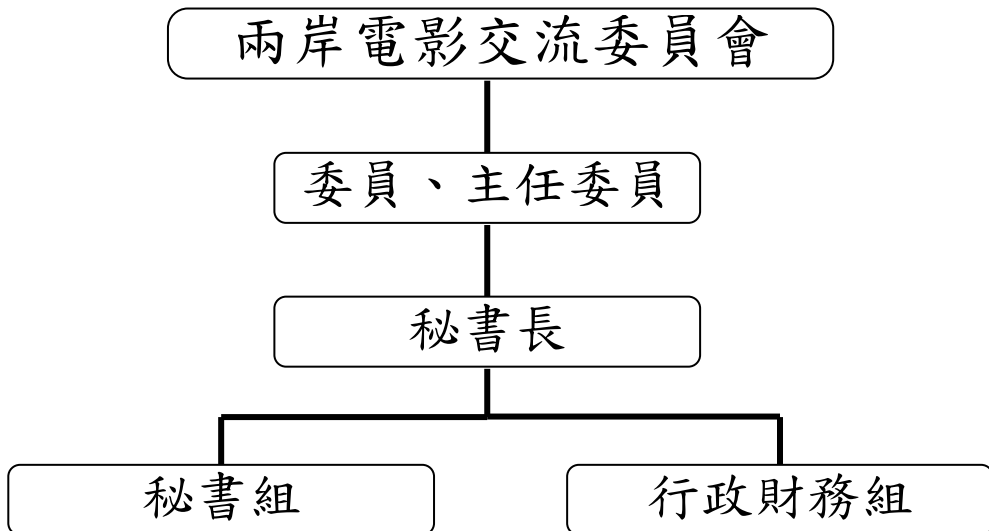 兩岸電影交流委員會
委員、主任委員
秘書長
秘書組
行政財務組